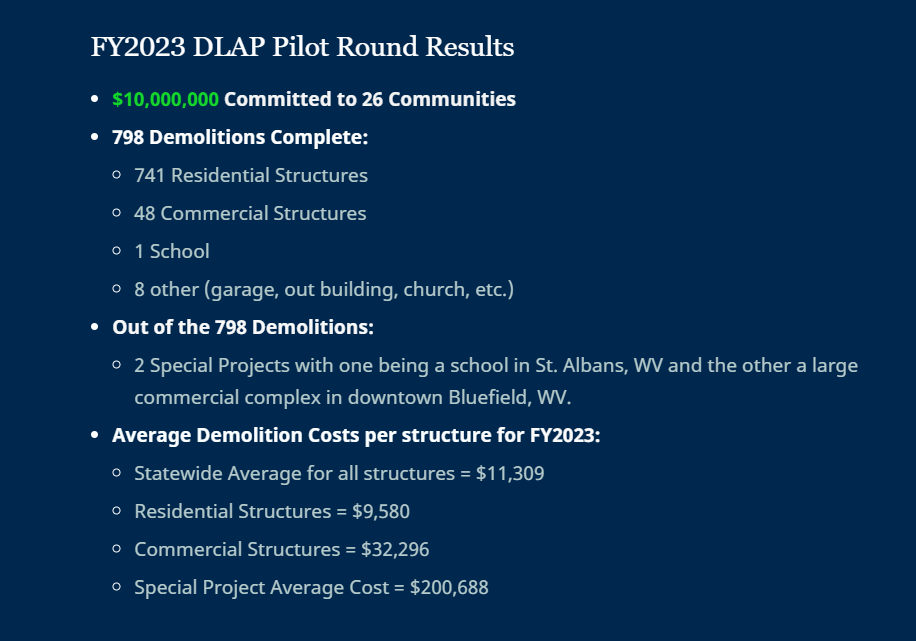 FY2023 DLAP Pilot Round Results
$10,000,000 Committed to 26 Communities
798 Demolitions Complete:
741 Residential Structures
48 Commercial Structures
1 School
8 other (garage, out building, church, etc.)
Out of the 798 Demolitions:
2 Special Projects with one being a school in St. Albans, WV and the other a large
commercial complex in downtown Bluefield, WV.
Average Demolition Costs per structure for FY2023:
Statewide Average for all structures = $11,309
Residential Structures = $9,580
Commercial Structures = $32,296
Special Project Average Cost = $200,688